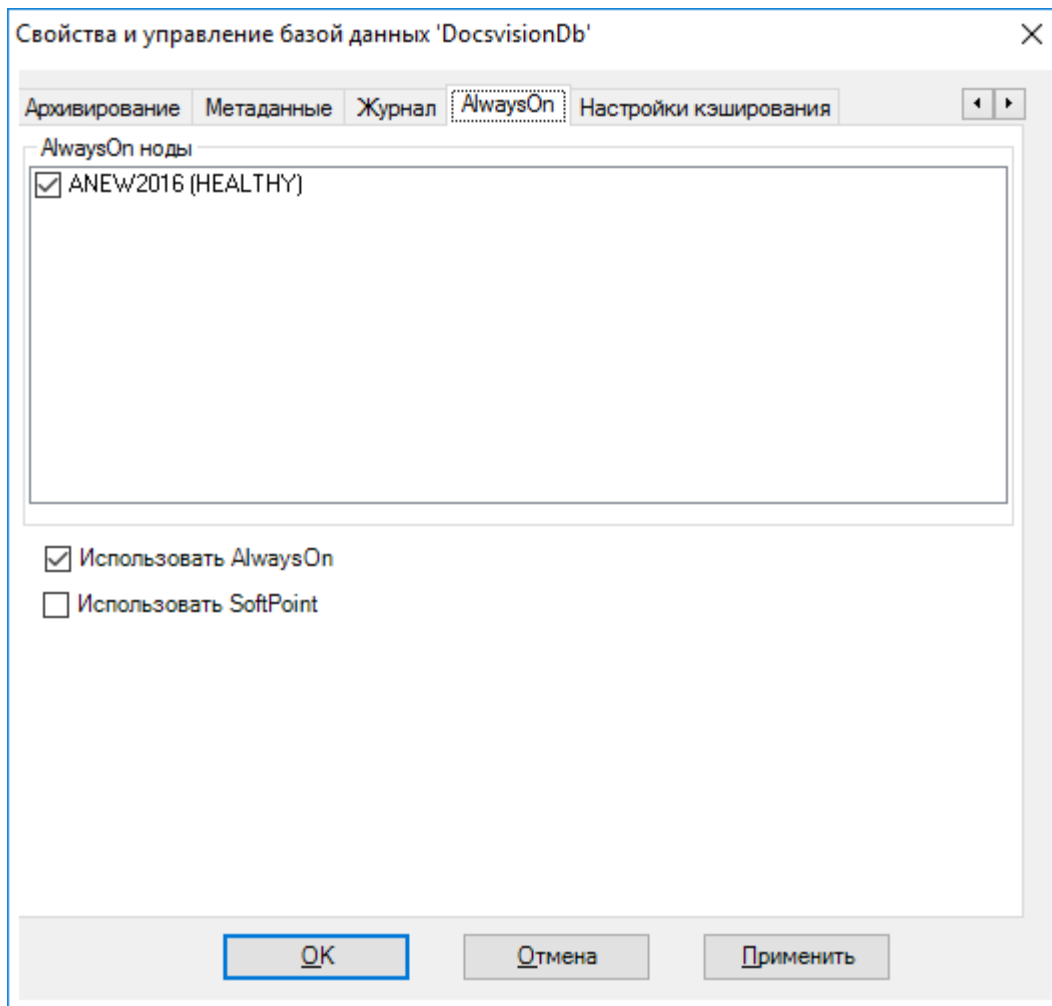 Свойства и управление базой данных 'DocsvisionDb'
Архивирование Метаданные Журнал AlwaysOn Настройки кэширования
AlwaysOn ноды
ANEW2016 (HEALTHY)
Использовать AlwaysOn
Использовать SoftPoint
OK Отмена Применить